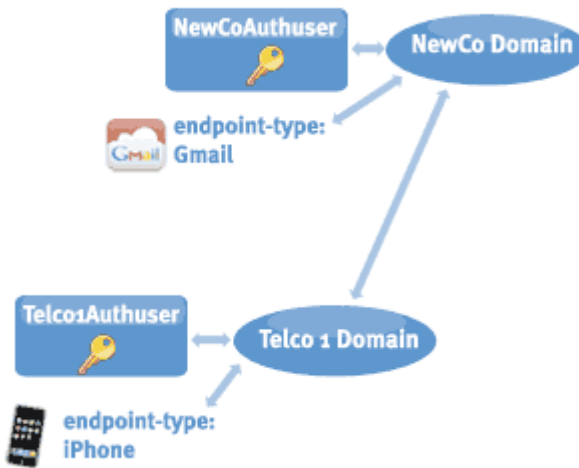 NewCoAuthuser
NewCo Domain
endpoint-type:
Gmail
Gmail
Telco1Authuser
Telco 1 Domain
endpoint-type:
iPhone